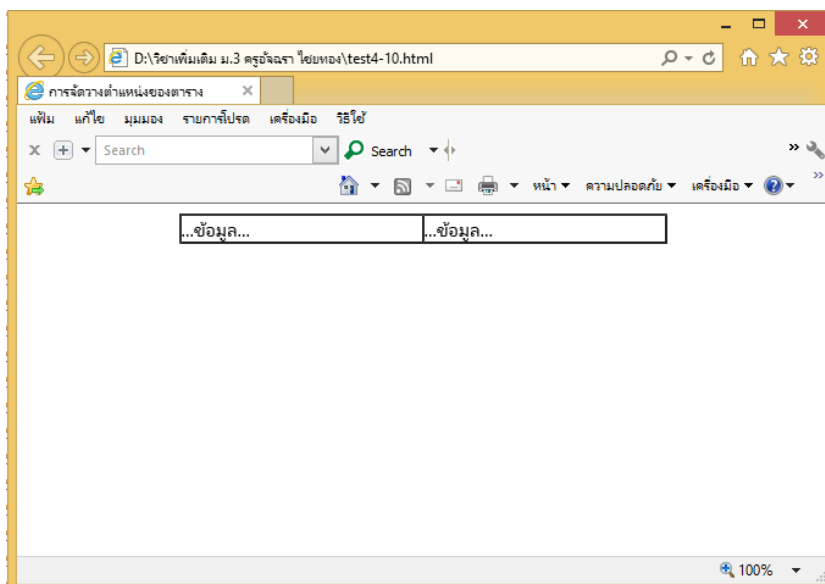 D:\วิชาเพิ่มเติม ม.3 ครูอัจฉรา ไชยทอง\test4-10.html
การจัดวางตำแหน่งของตาราง
แฟ้ม แก้ไข มุมมอง รายการโปรด เครื่องมือ วิธีใช้
Search Search
หน้า ความปลอดภัย เครื่องมือ
...ข้อมูล... ...ข้อมูล...
100%